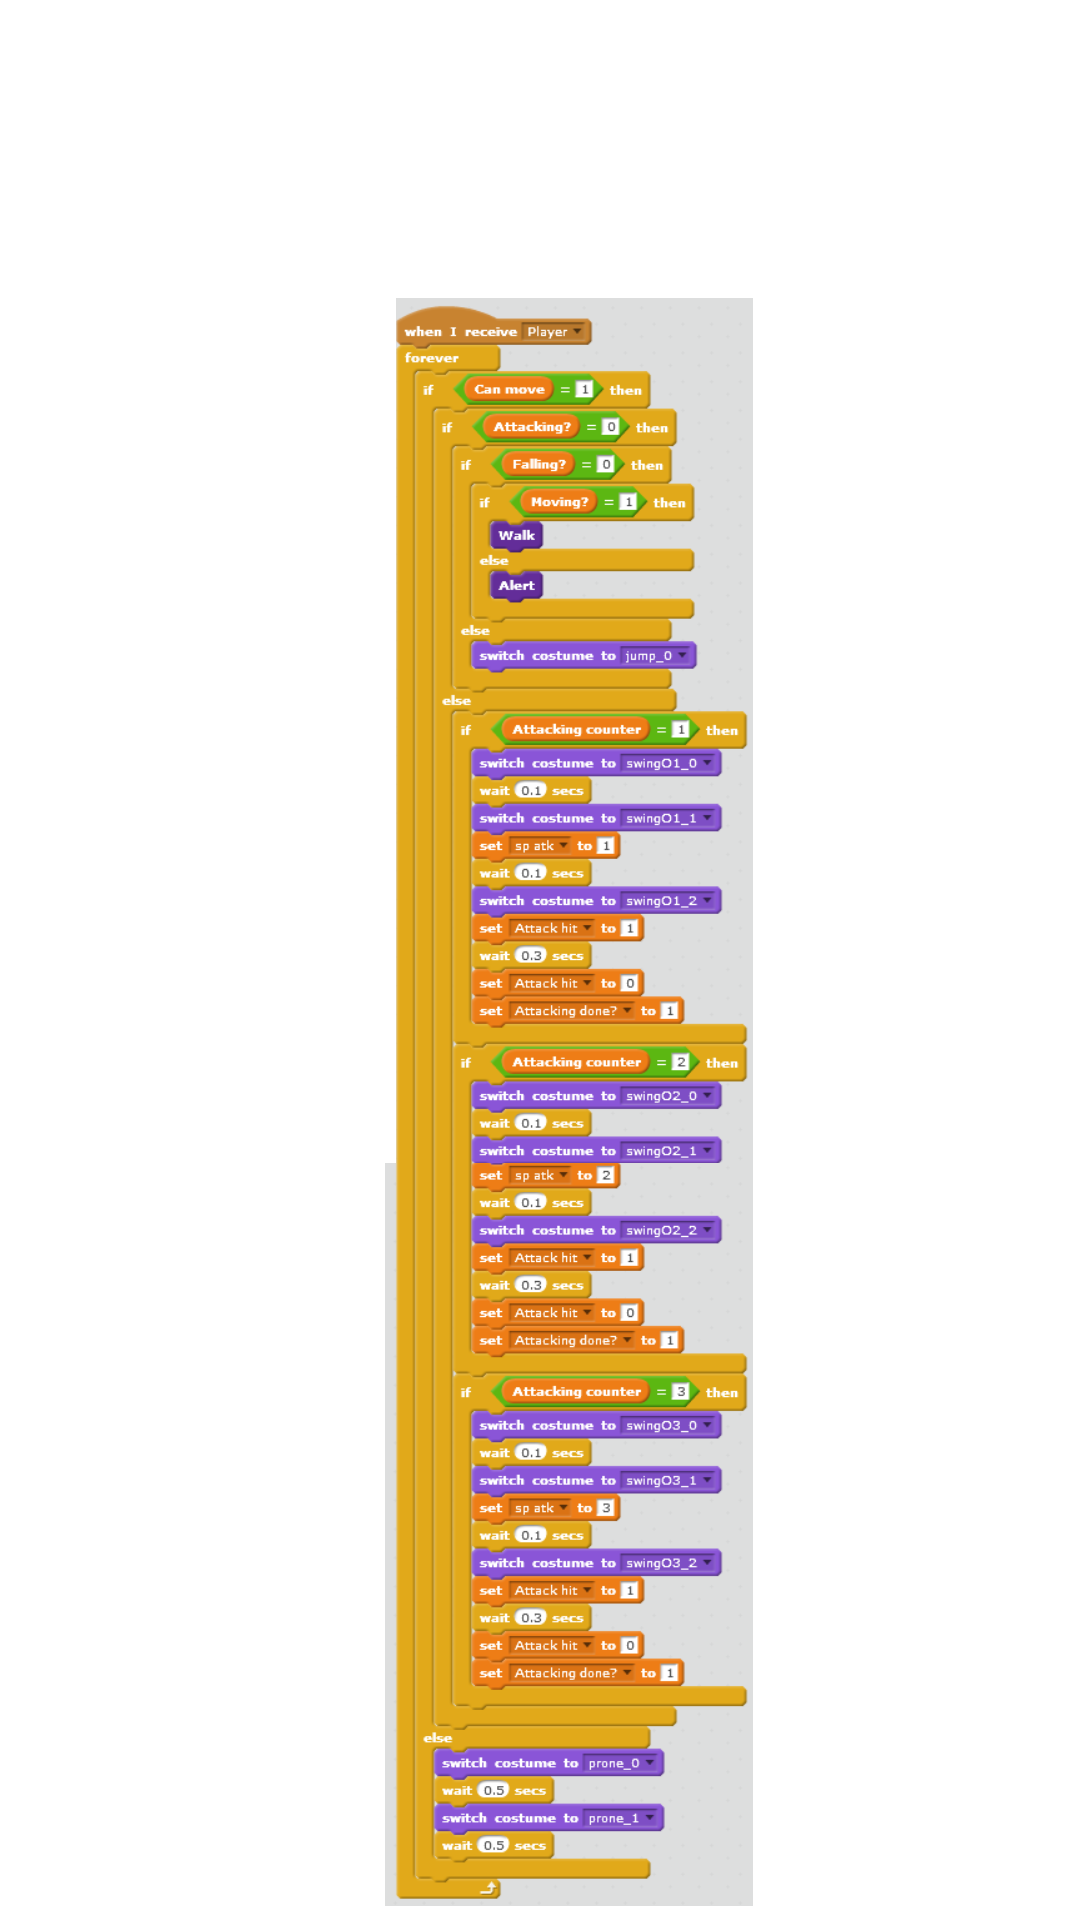 when I receive Player
forever
if Can move = 1 then
if Attacking? = 0 then
if Falling? = 0 then
if Moving? = 1 then
Walk
else
Alert
else
switch costume to jump_0
else
if Attacking counter = 1 then
switch costume to swingO1_0
wait 0.1 secs
switch costume to swingO1_1
set sp atk to 1
wait 0.1 secs
switch costume to swingO1_2
set Attack hit to 1
wait 0.3 secs
set Attack hit to 0
set Attacking done? to 1
if Attacking counter = 2 then
switch costume to swingO2_0
wait 0.1 secs
switch costume to swingO2_1
set sp atk to 2
wait 0.1 secs
switch costume to swingO2_2
set Attack hit to 1
wait 0.3 secs
set Attack hit to 0
set Attacking done? to 1
if Attacking counter = 3 then
switch costume to swingO3_0
wait 0.1 secs
switch costume to swingO3_1
set sp atk to 3
wait 0.1 secs
switch costume to swingO3_2
set Attack hit to 1
wait 0.3 secs
set Attack hit to 0
set Attacking done? to 1
else
switch costume to prone_0
wait 0.5 secs
switch costume to prone_1
wait 0.5 secs